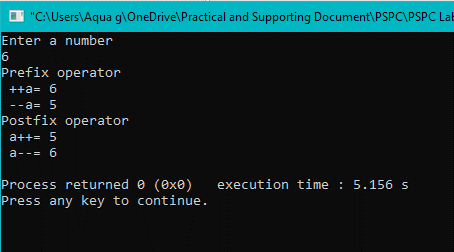 "C:\Users\Aqua g\OneDrive\Practical and Supporting Document\PSPC\PSPC Lab
Enter a number
6
Prefix operator
++a= 6
--a= 5
Postfix operator
a++= 5
a--= 6
Process returned 0 (0x0)   execution time : 5.156 s
Press any key to continue.